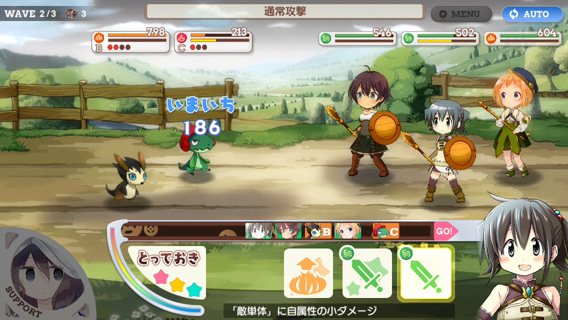 WAVE 2/3 3
通常攻撃
MENU
AUTO
798
B
213
C
546
502
604
いまいち
186
B
C
GO!
とっておき
SUPPORT
「敵単体」に自属性の小ダメージ